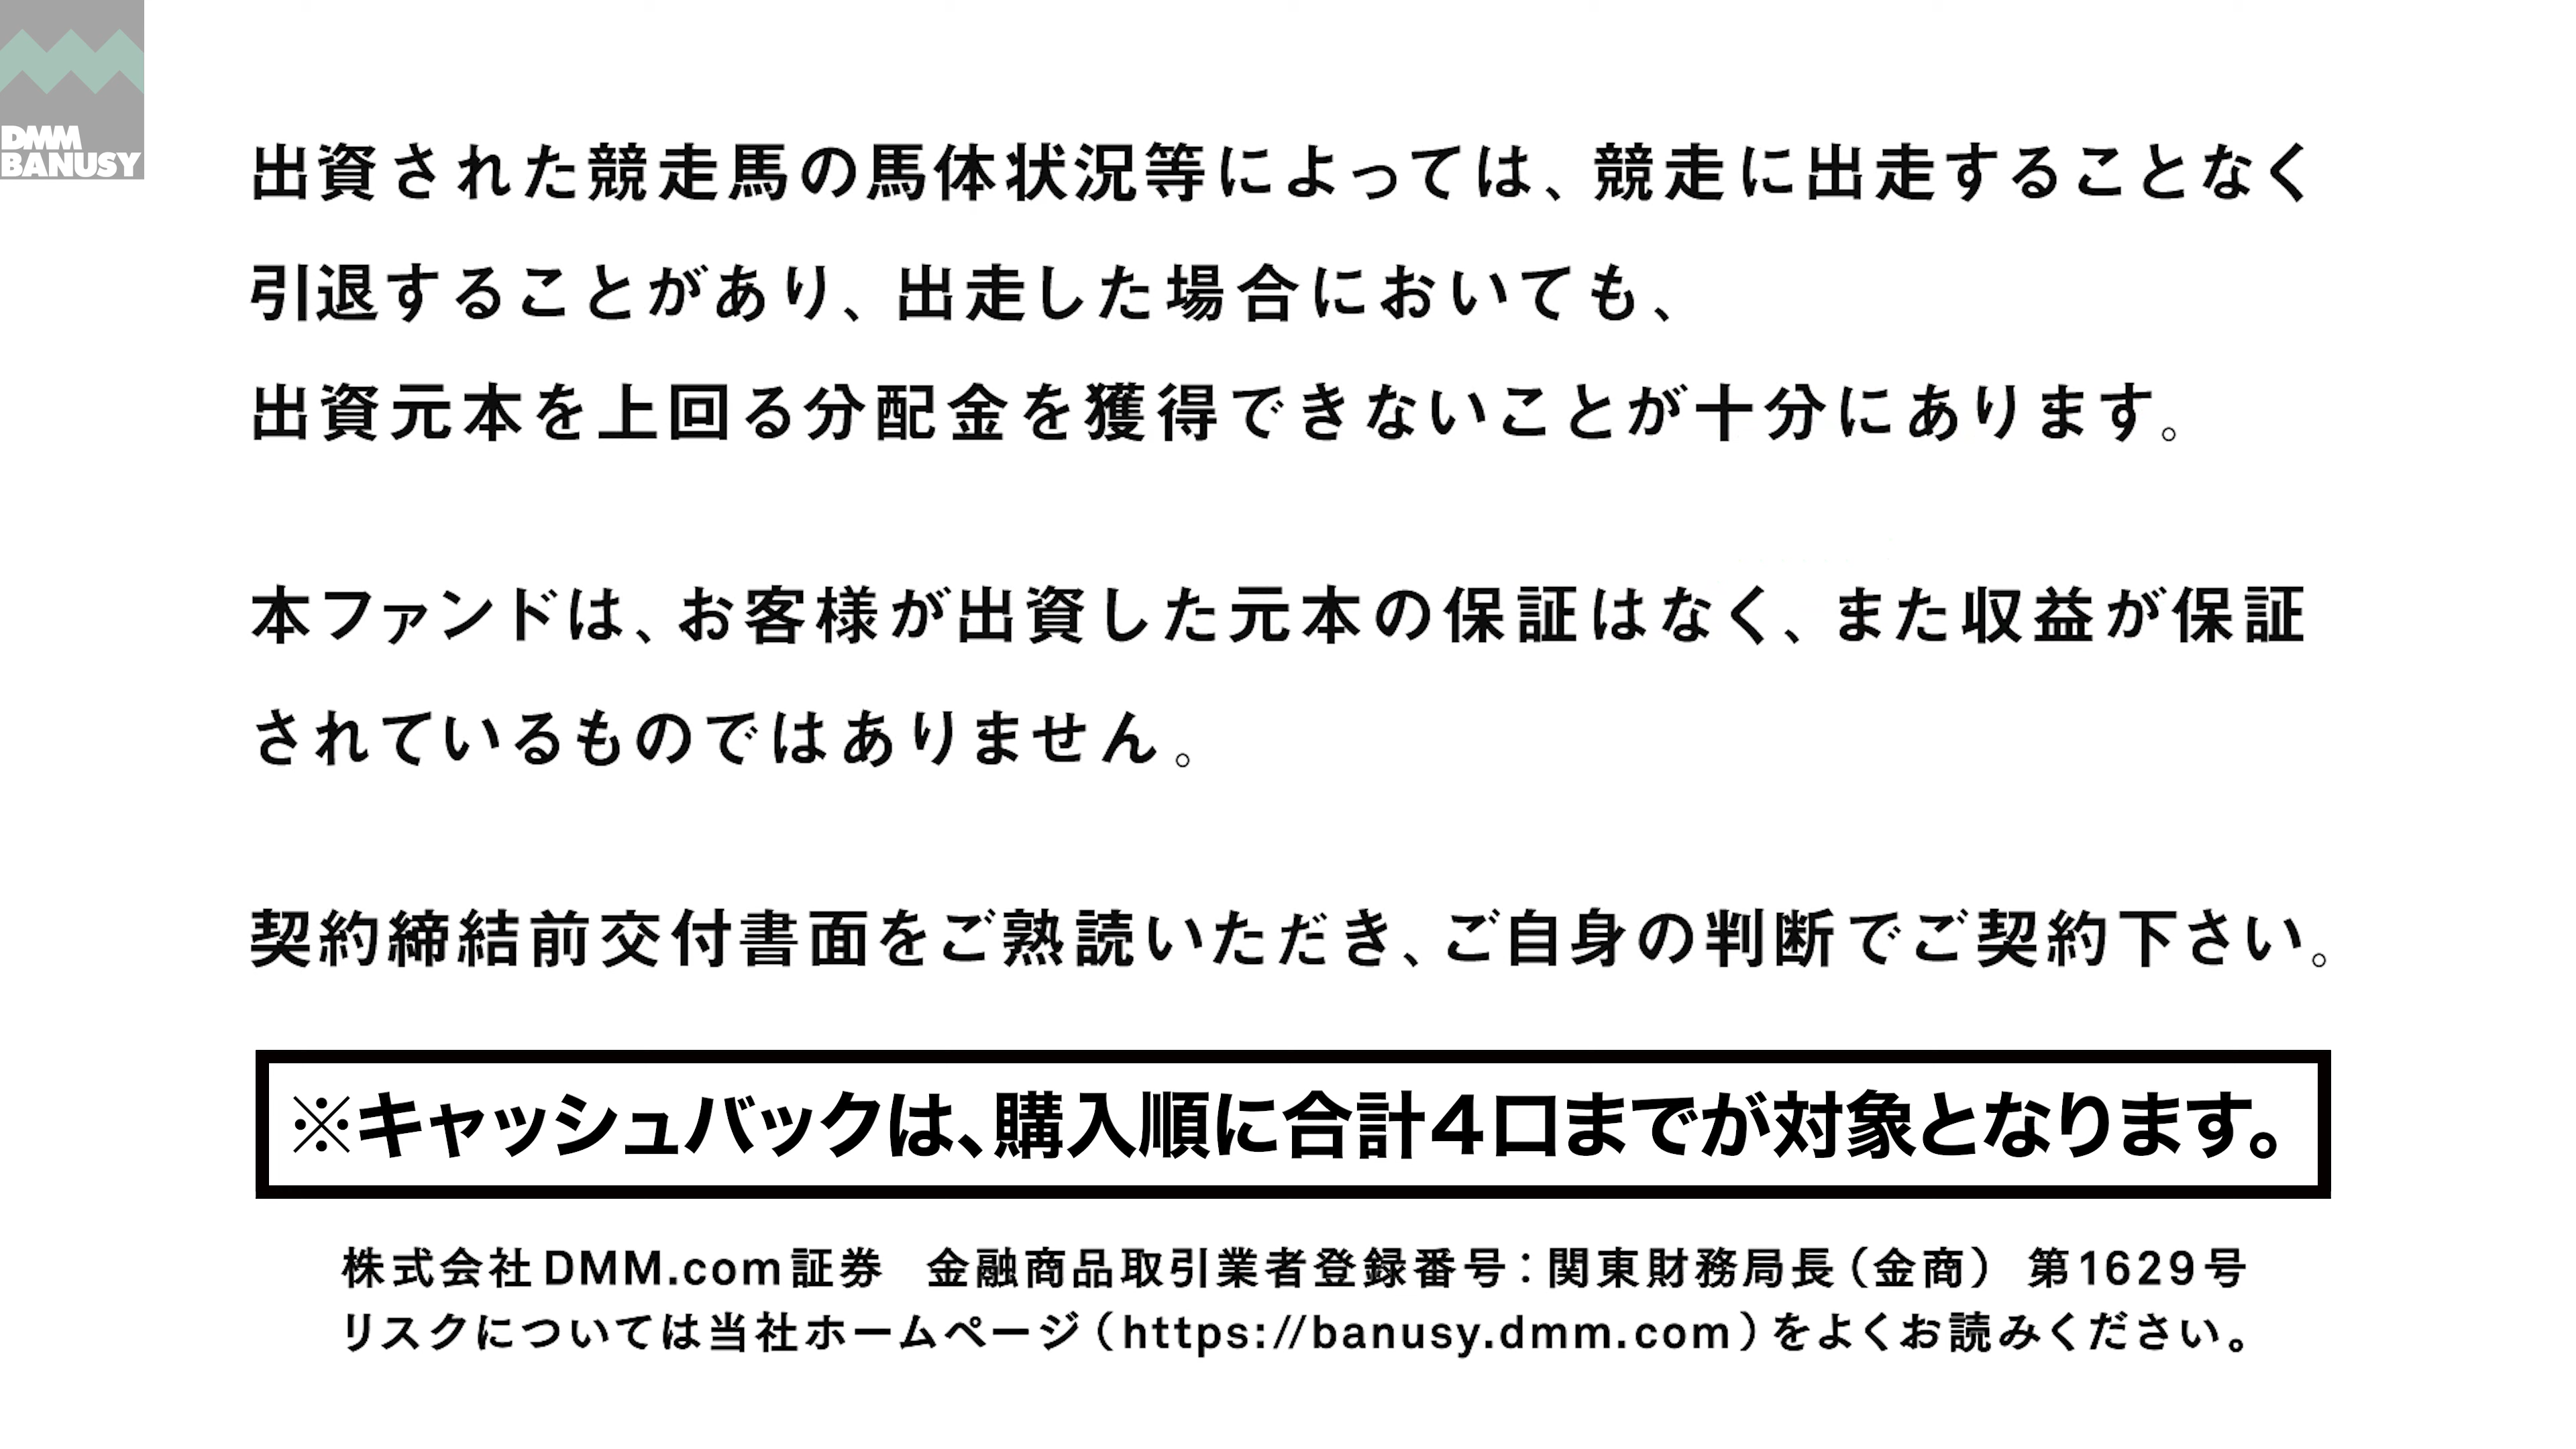 DMM
BANUSY
出資された競走馬の馬体状況等によっては、競走に出走することなく
引退することがあり、出走した場合においても、
出資元本を上回る分配金を獲得できないことが十分にあります。
本ファンドは、お客様が出資した元本の保証はなく、また収益が保証
されているものではありません。
契約締結前交付書面をご熟読いただき、ご自身の判断でご契約下さい。
※キャッシュバックは、購入順に合計4口までが対象となります。
株式会社DMM.com証券　金融商品取引業者登録番号：関東財務局長（金商） 第1629号
リスクについては当社ホームページ（https://banusy.dmm.com）をよくお読みください。